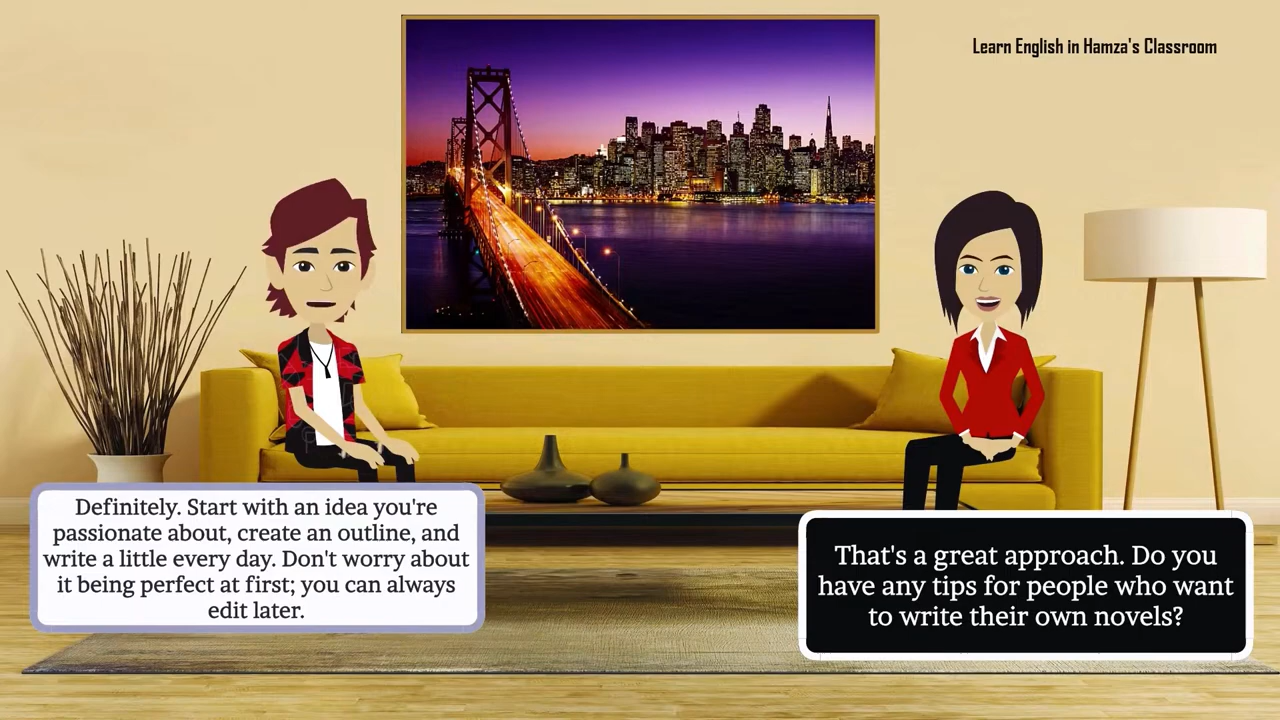 Learn English in Hamza's Classroom
Definitely. Start with an idea you're
passionate about, create an outline, and
write a little every day. Don't worry about
it being perfect at first; you can always
edit later.
That's a great approach. Do you
have any tips for people who want
to write their own novels?